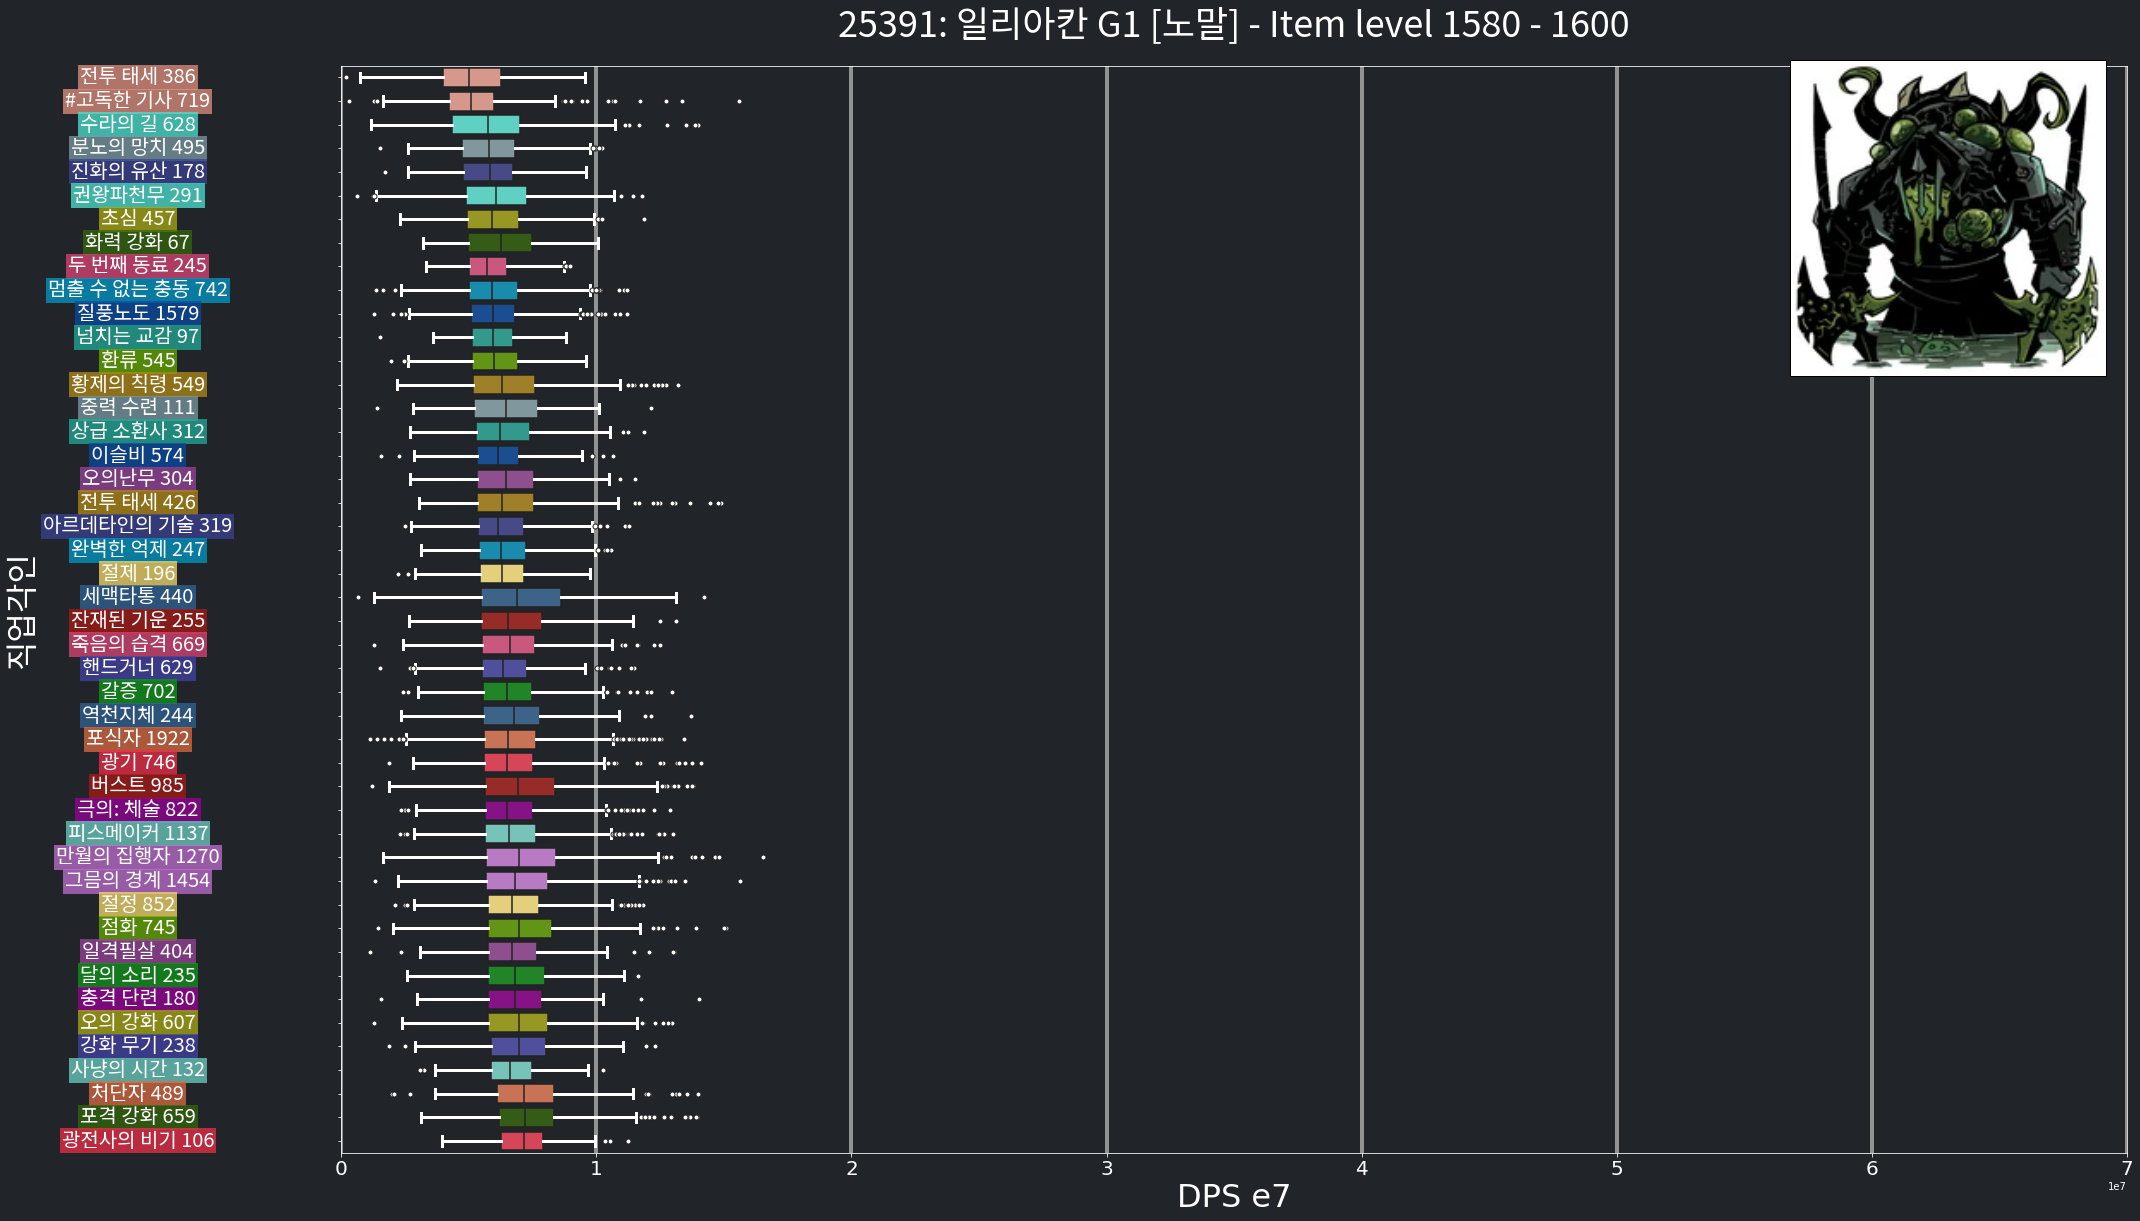 25391: 일리아칸 G1 [노말] - Item level 1580 - 1600
전투 태세 386
#고독한 기사 719
수라의 길 628
분노의 망치 495
진화의 유산 178
권왕파천무 291
초심 457
화력 강화 67
두 번째 동료 245
멈출 수 없는 충동 742
질풍노도 1579
넘치는 교감 97
환류 545
황제의 칙령 549
중력 수련 111
상급 소환사 312
이슬비 574
오의난무 304
전투 태세 426
아르데타인의 기술 319
완벽한 억제 247
절제 196
세맥타통 440
잔재된 기운 255
죽음의 습격 669
핸드거너 629
갈증 702
역천지체 244
포식자 1922
광기 746
버스트 985
극의: 체술 822
피스메이커 1137
만월의 집행자 1270
그믐의 경계 1454
절정 852
점화 745
일격필살 404
달의 소리 235
충격 단련 180
오의 강화 607
강화 무기 238
사냥의 시간 132
처단자 489
포격 강화 659
광전사의 비기 106
직업각인
0 1 2 3 4 5 6 7
1e7
DPS e7